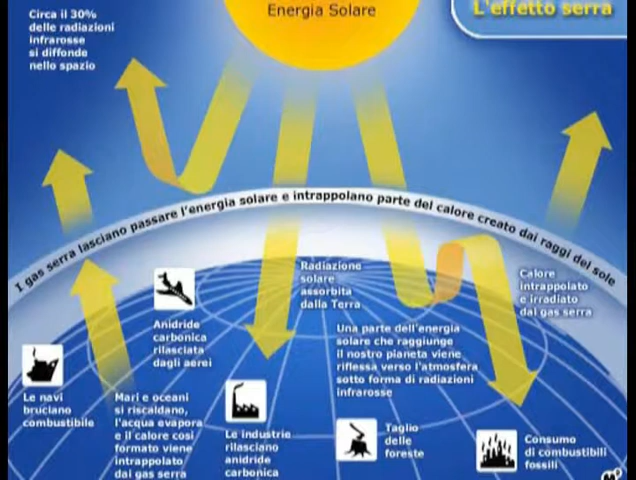 Energia Solare
L'effetto serra
Circa il 30%
delle radiazioni
infrarosse
si diffonde
nello spazio
I gas serra lasciano passare l'energia solare e intrappolano parte del calore creato dai raggi del sole
Radiazione
solare
assorbita
dalla Terra
Calore
intrappolato
e irradiato
dai gas serra
Anidride
carbonica
rilasciata
dagli aerei
Una parte dell'energia
solare che raggiunge
il nostro pianeta viene
riflessa verso l'atmosfera
sotto forma di radiazioni
infrarosse
Le navi
bruciano
combustibile
Mari e oceani
si riscaldano,
l'acqua evapora
e il calore così
formato viene
intrappolato
dai gas serra
Le industrie
rilasciano
anidride
carbonica
Taglio
delle
foreste
Consumo
di combustibili
fossili